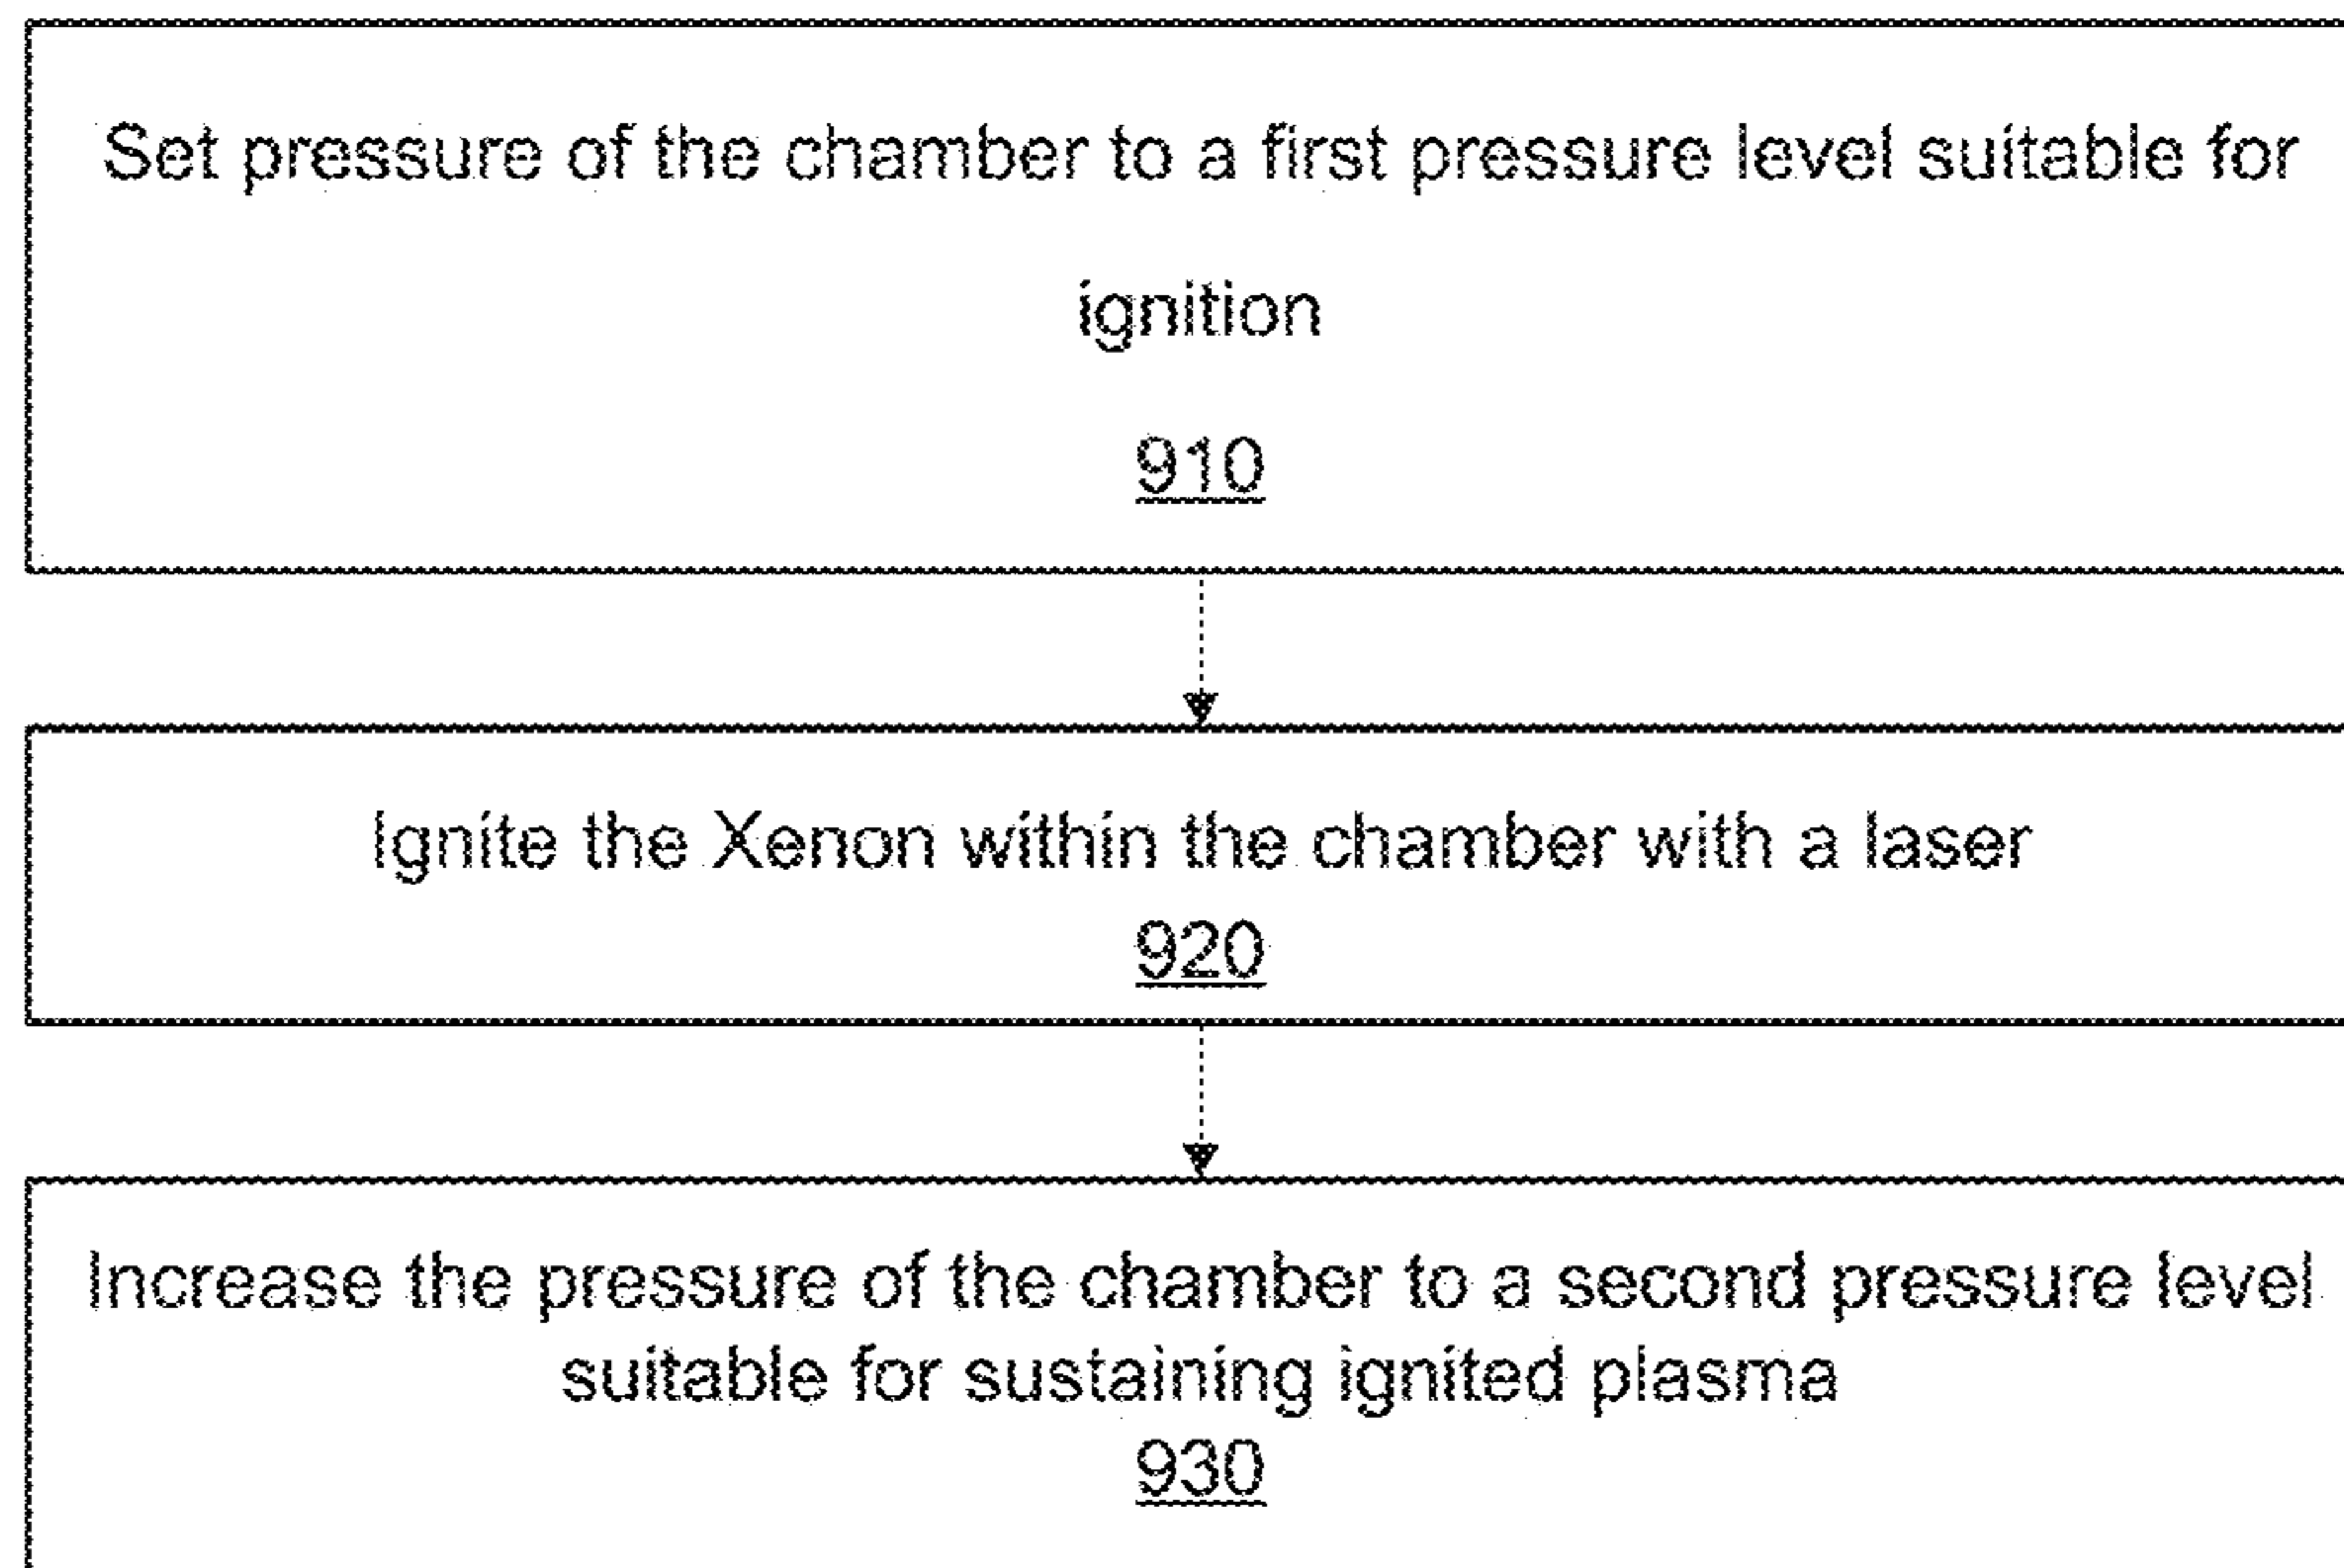 Set pressure of the chamber to a first pressure level suitable for
ignition
910
Ignite the Xenon within the chamber with a laser
920
Increase the pressure of the chamber to a second pressure level
suitable for sustaining ignited plasma
930